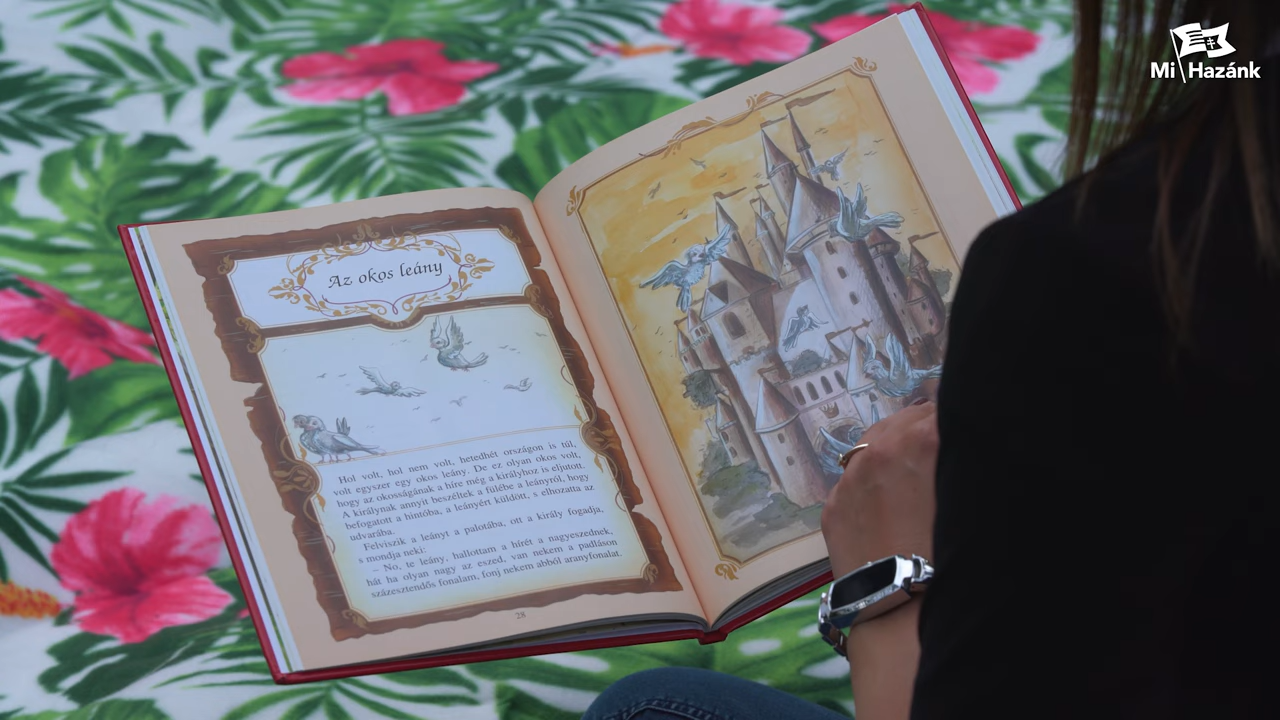 Mi Hazánk
Az okos leány
Hol volt, hol nem volt, hetedhét országon is túl,
volt egyszer egy okos leány. De ez olyan okos volt,
hogy az okosságának a híre még a királyhoz is eljutott.
A királynak annyit beszéltek a fülébe a leányról, hogy
befogatott a hintóba, a leányért küldött, s elhozatta az
udvarába.
Felviszik a leányt a palotába, ott a király fogadja,
s mondja neki:
– No, te leány, hallottam a hírét a nagyeszednek,
hát ha olyan nagy az eszed, van nekem a padláson
százesztendős fonalam, fonj nekem abból aranyfonalat.
28